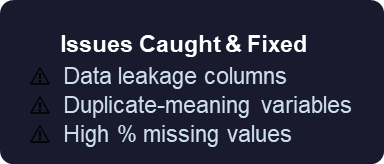 Issues Caught & Fixed
⚠ Data leakage columns
⚠ Duplicate-meaning variables
⚠ High % missing values